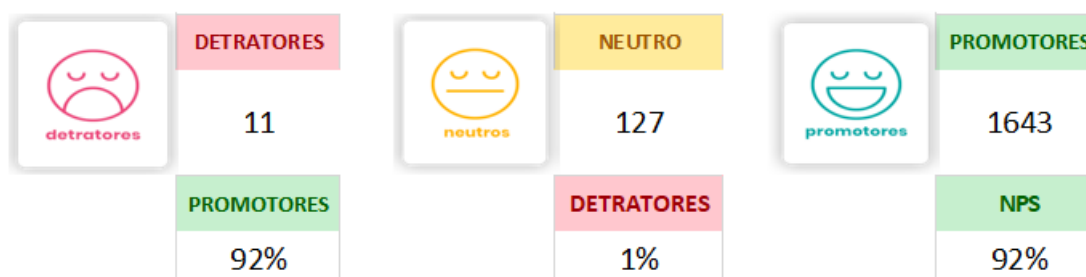 DETRATORES
detratores
11
NEUTRO
neutros
127
PROMOTORES
promotores
1643
PROMOTORES
92%
DETRATORES
1%
NPS
92%